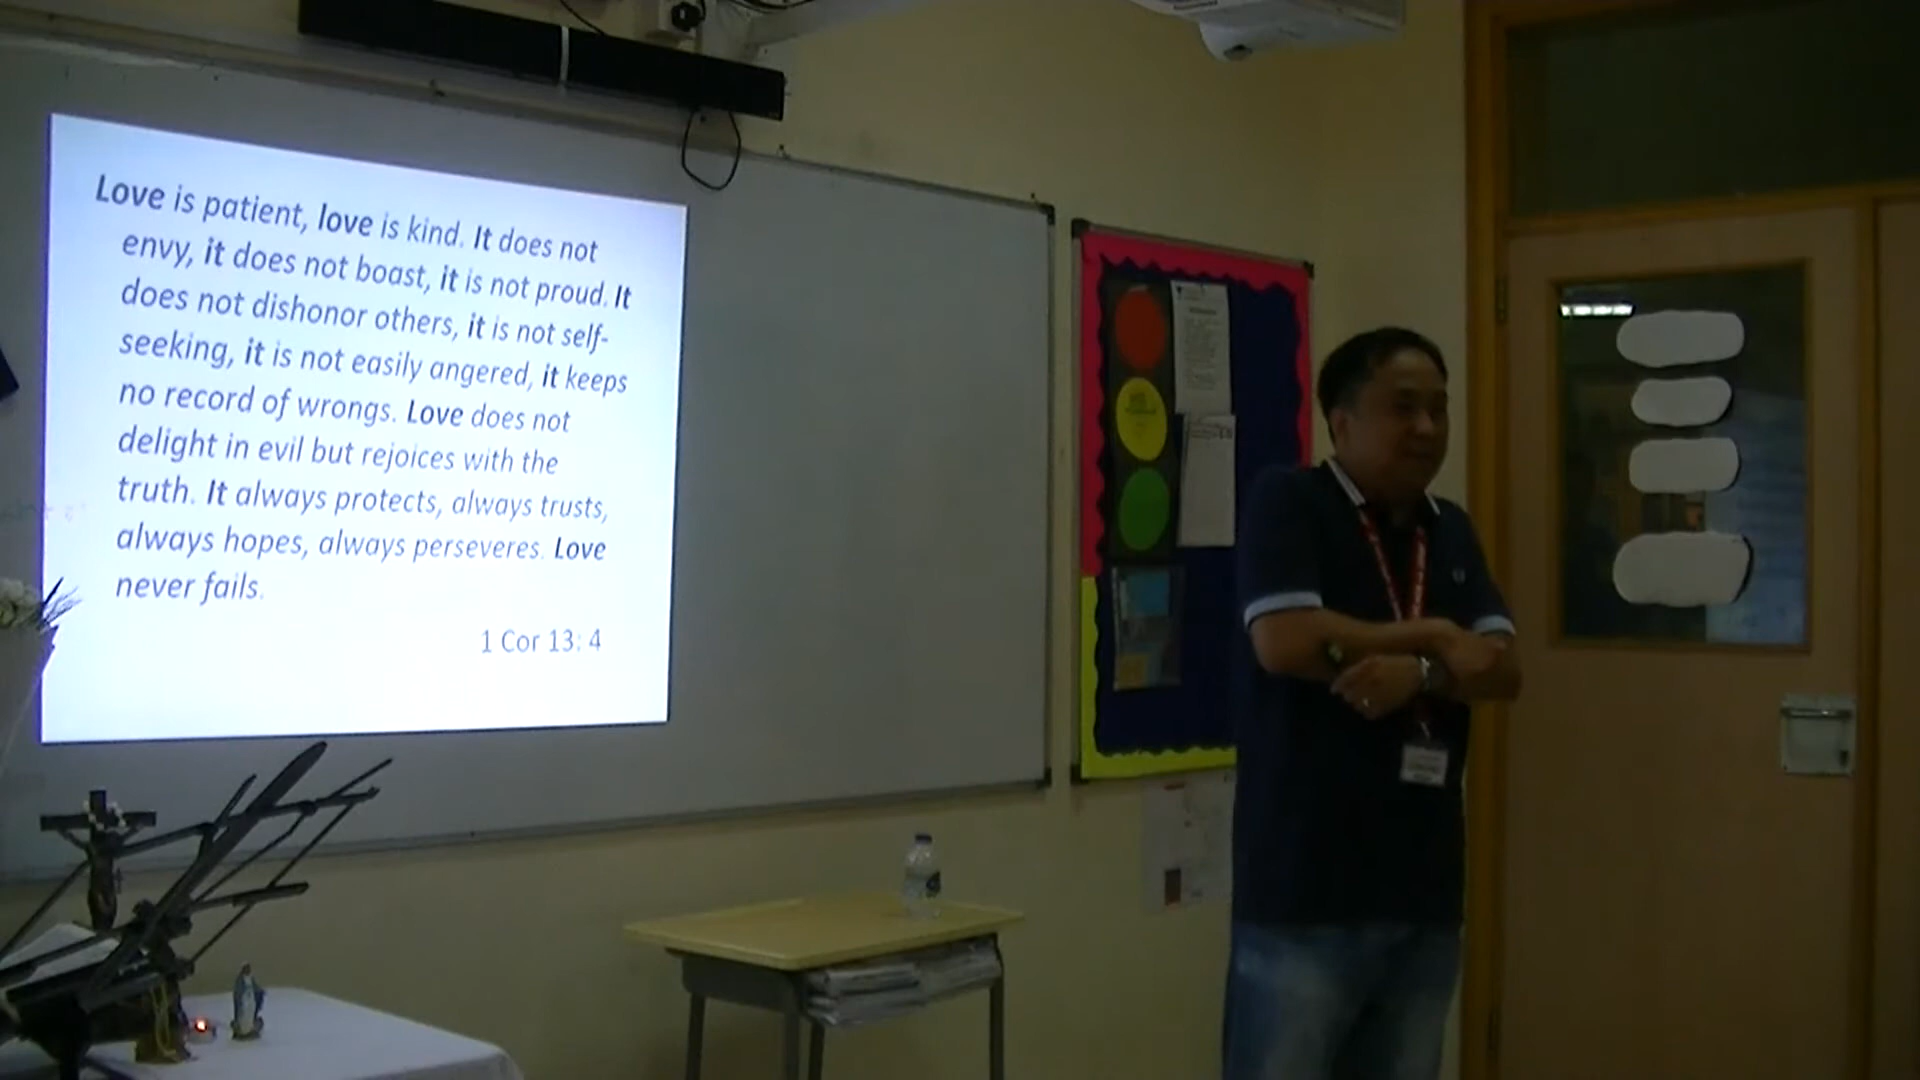 Love is patient, love is kind. It does not
envy, it does not boast, it is not proud. It
does not dishonor others, it is not self-
seeking, it is not easily angered, it keeps
no record of wrongs. Love does not
delight in evil but rejoices with the
truth. It always protects, always trusts,
always hopes, always perseveres. Love
never fails.
1 Cor 13: 4